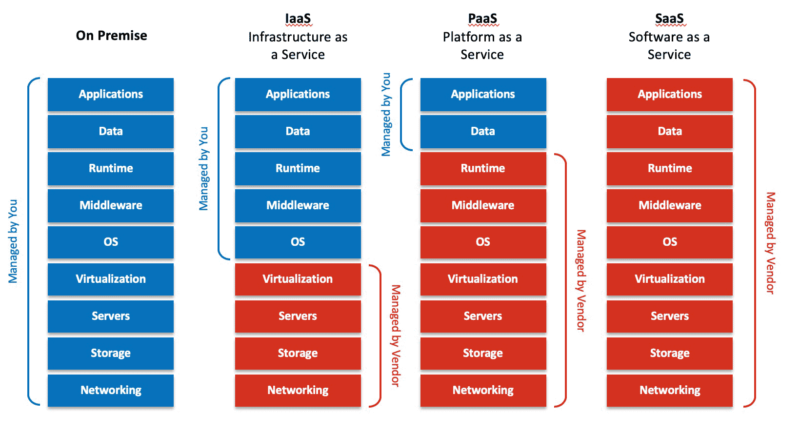 On Premise
IaaS
Infrastructure as
a Service
PaaS
Platform as a
Service
SaaS
Software as a
Service
Managed by You
Applications
Data
Runtime
Middleware
OS
Virtualization
Servers
Storage
Networking
Managed by You
Applications
Data
Runtime
Middleware
OS
Virtualization
Servers
Storage
Networking
Managed by Vendor
Managed by You
Applications
Data
Runtime
Middleware
OS
Virtualization
Servers
Storage
Networking
Managed by Vendor
Applications
Data
Runtime
Middleware
OS
Virtualization
Servers
Storage
Networking
Managed by Vendor